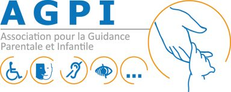 AGPI
Association pour la Guidance
Parentale et Infantile
...